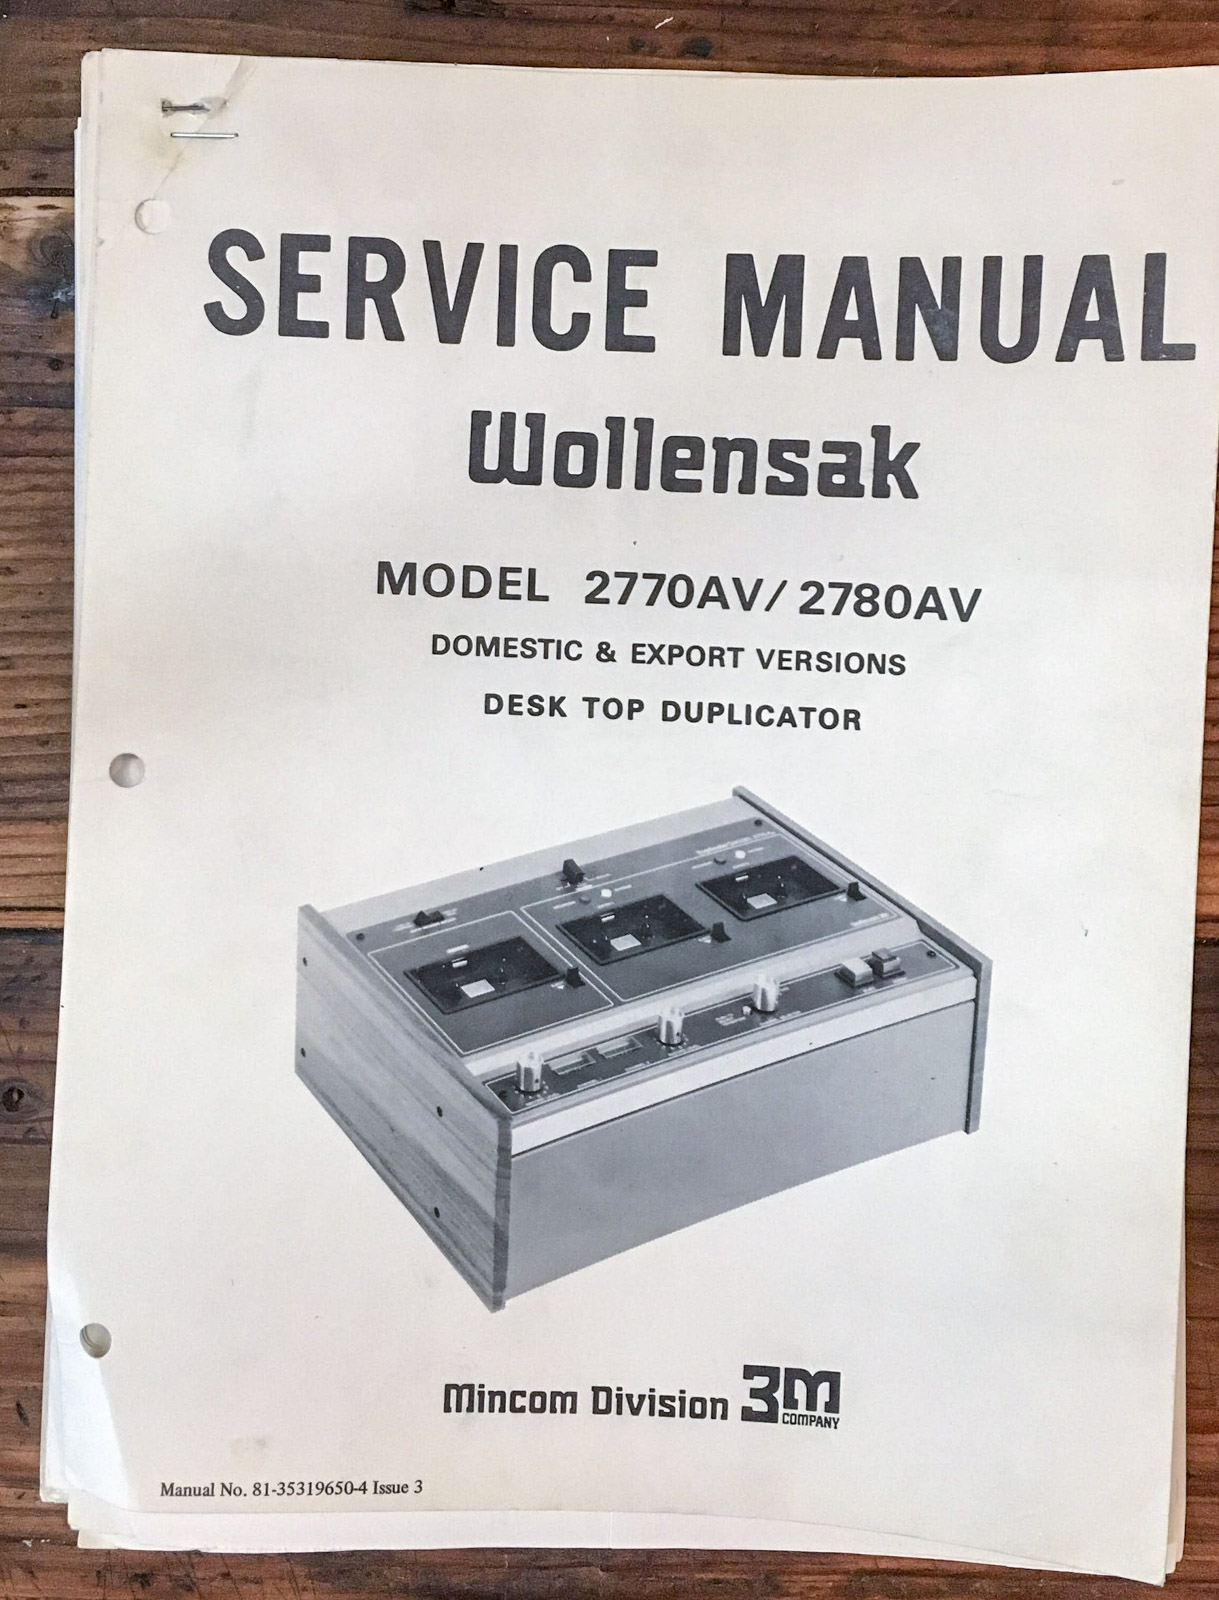 SERVICE MANUAL
Wollensak
MODEL 2770AV/2780AV
DOMESTIC & EXPORT VERSIONS
DESK TOP DUPLICATOR
Mincom Division 3M
COMPANY
Manual No. 81-35319650-4 Issue 3